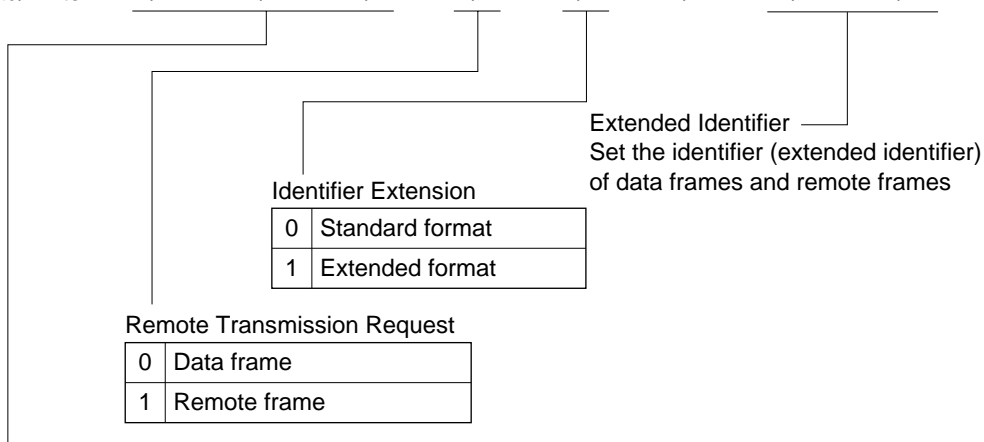 Extended Identifier
Set the identifier (extended identifier)
of data frames and remote frames
Identifier Extension
0 Standard format
1 Extended format
Remote Transmission Request
0 Data frame
1 Remote frame